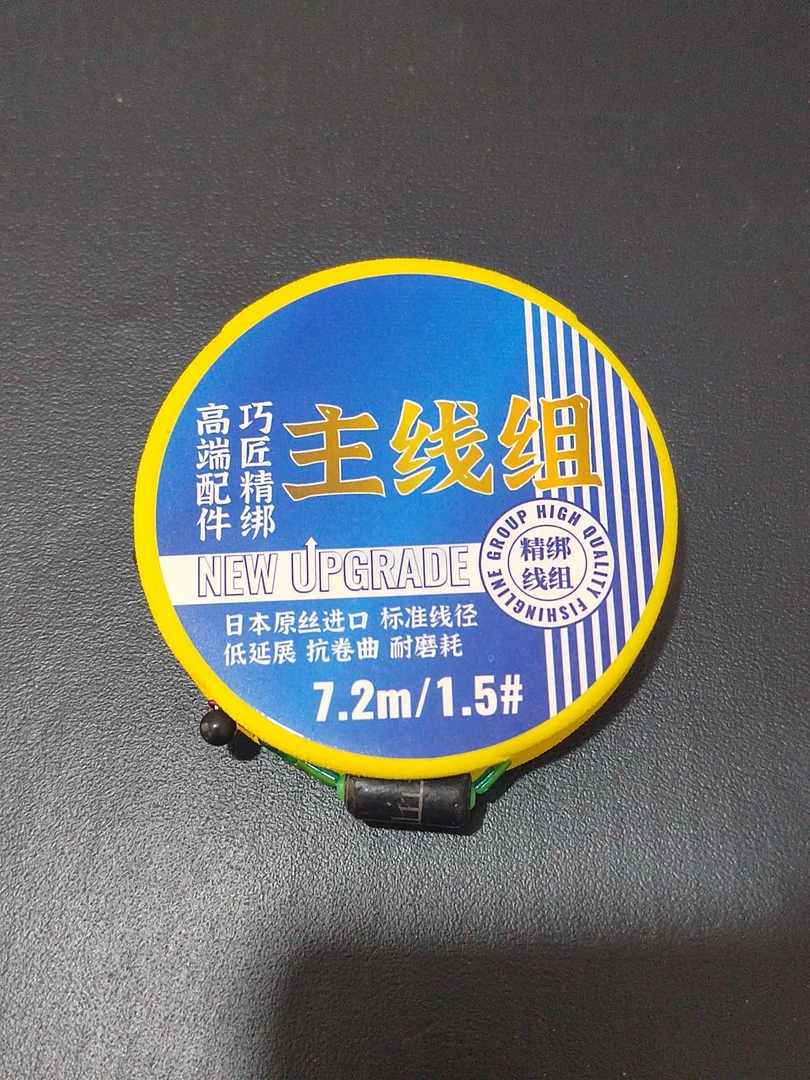 巧匠精绑
高端配件
主线组
NEW UPGRADE
FISHINGLINE GROUP HIGH QUALITY
精绑
线组
日本原丝进口 标准线径
低延展 抗卷曲 耐磨耗
7.2m/1.5#